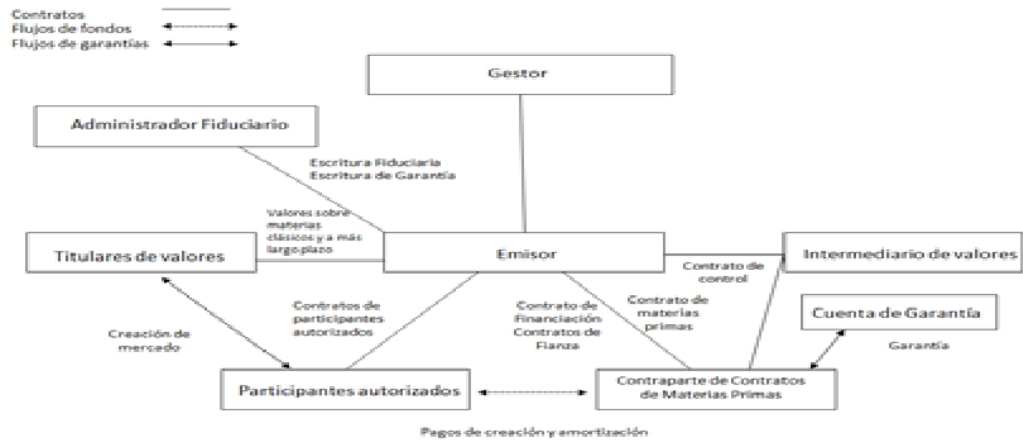 Contratos
Flujos de fondos
Flujos de garantías
Gestor
Administrador Fiduciario
Escritura Fiduciaria
Escritura de Garantía
Valores sobre
materias
clásicos y a más
largo plazo
Titulares de valores
Emisor
Intermediario de valores
Contrato de
control
Contratos de
participantes
autorizados
Contrato de
Financiación
Contratos de
Fianza
Contrato de
materias
primas
Cuenta de Garantía
Creación de
mercado
Garantía
Participantes autorizados
Contraparte de Contratos
de Materias Primas
Pagos de creación y amortización